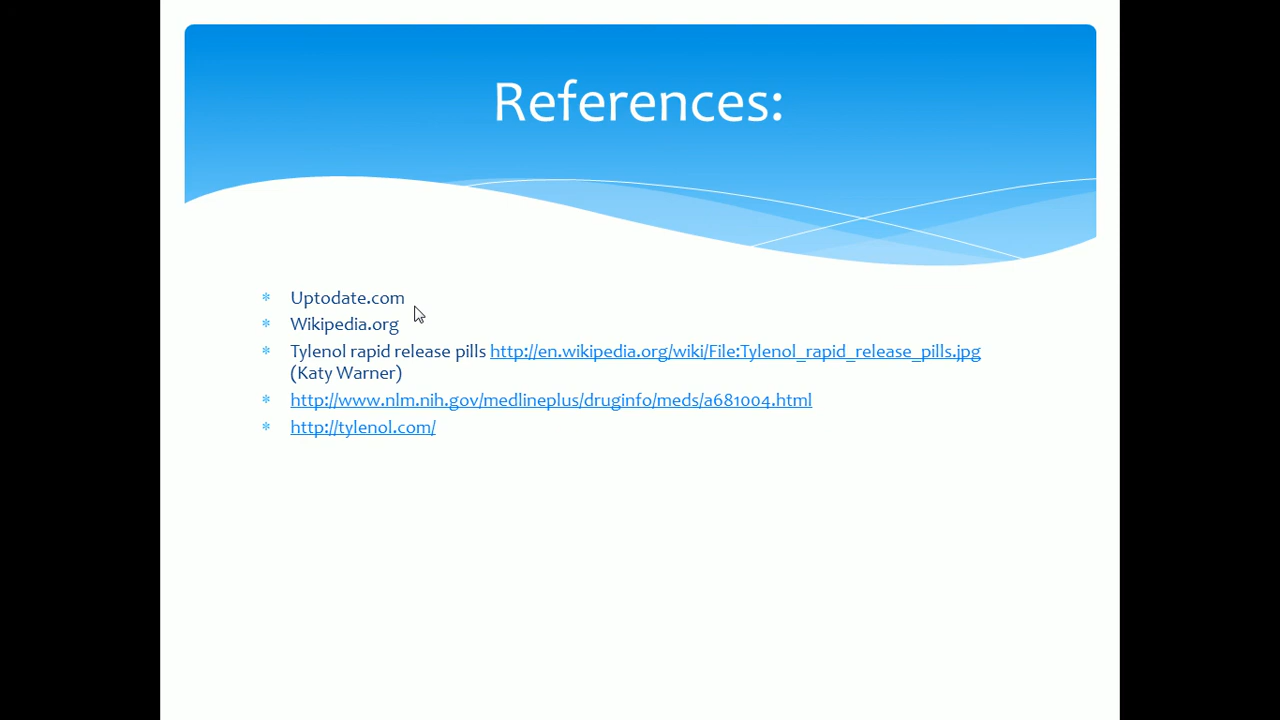 References:
* Uptodate.com
* Wikipedia.org
* Tylenol rapid release pills http://en.wikipedia.org/wiki/File:Tylenol_rapid_release_pills.jpg
(Katy Warner)
* http://www.nlm.nih.gov/medlineplus/druginfo/meds/a681004.html
* http://tylenol.com/